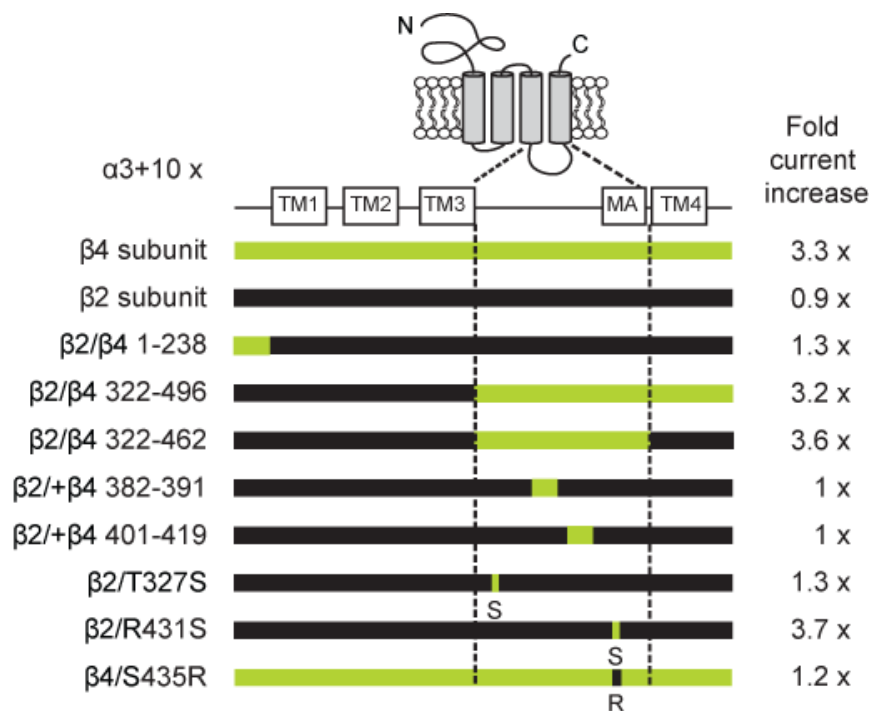 N
C
Fold
current
increase
α3+10 x
TM1 TM2 TM3 MA TM4
β4 subunit 3.3 x
β2 subunit 0.9 x
β2/β4 1-238 1.3 x
β2/β4 322-496 3.2 x
β2/β4 322-462 3.6 x
β2/+β4 382-391 1 x
β2/+β4 401-419 1 x
β2/T327S 1.3 x
S
β2/R431S 3.7 x
S
β4/S435R 1.2 x
R